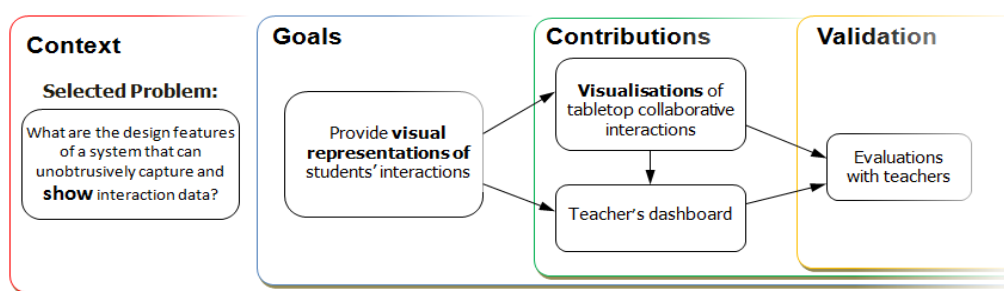 Context
Selected Problem:
What are the design features
of a system that can
unobtrusively capture and
show interaction data?
Goals
Provide visual
representations of
students' interactions
Contributions
Visualisations of
tabletop collaborative
interactions
Teacher's dashboard
Validation
Evaluations
with teachers